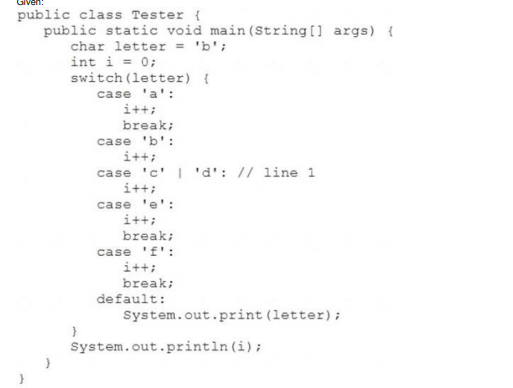 Given:
public class Tester {
public static void main(String[] args) {
char letter = 'b';
int i = 0;
switch(letter) {
case 'a':
i++;
break;
case 'b':
i++;
case 'c' | 'd': // line 1
i++;
case 'e':
i++;
break;
case 'f':
i++;
break;
default:
System.out.print(letter);
}
System.out.println(i);
}
}